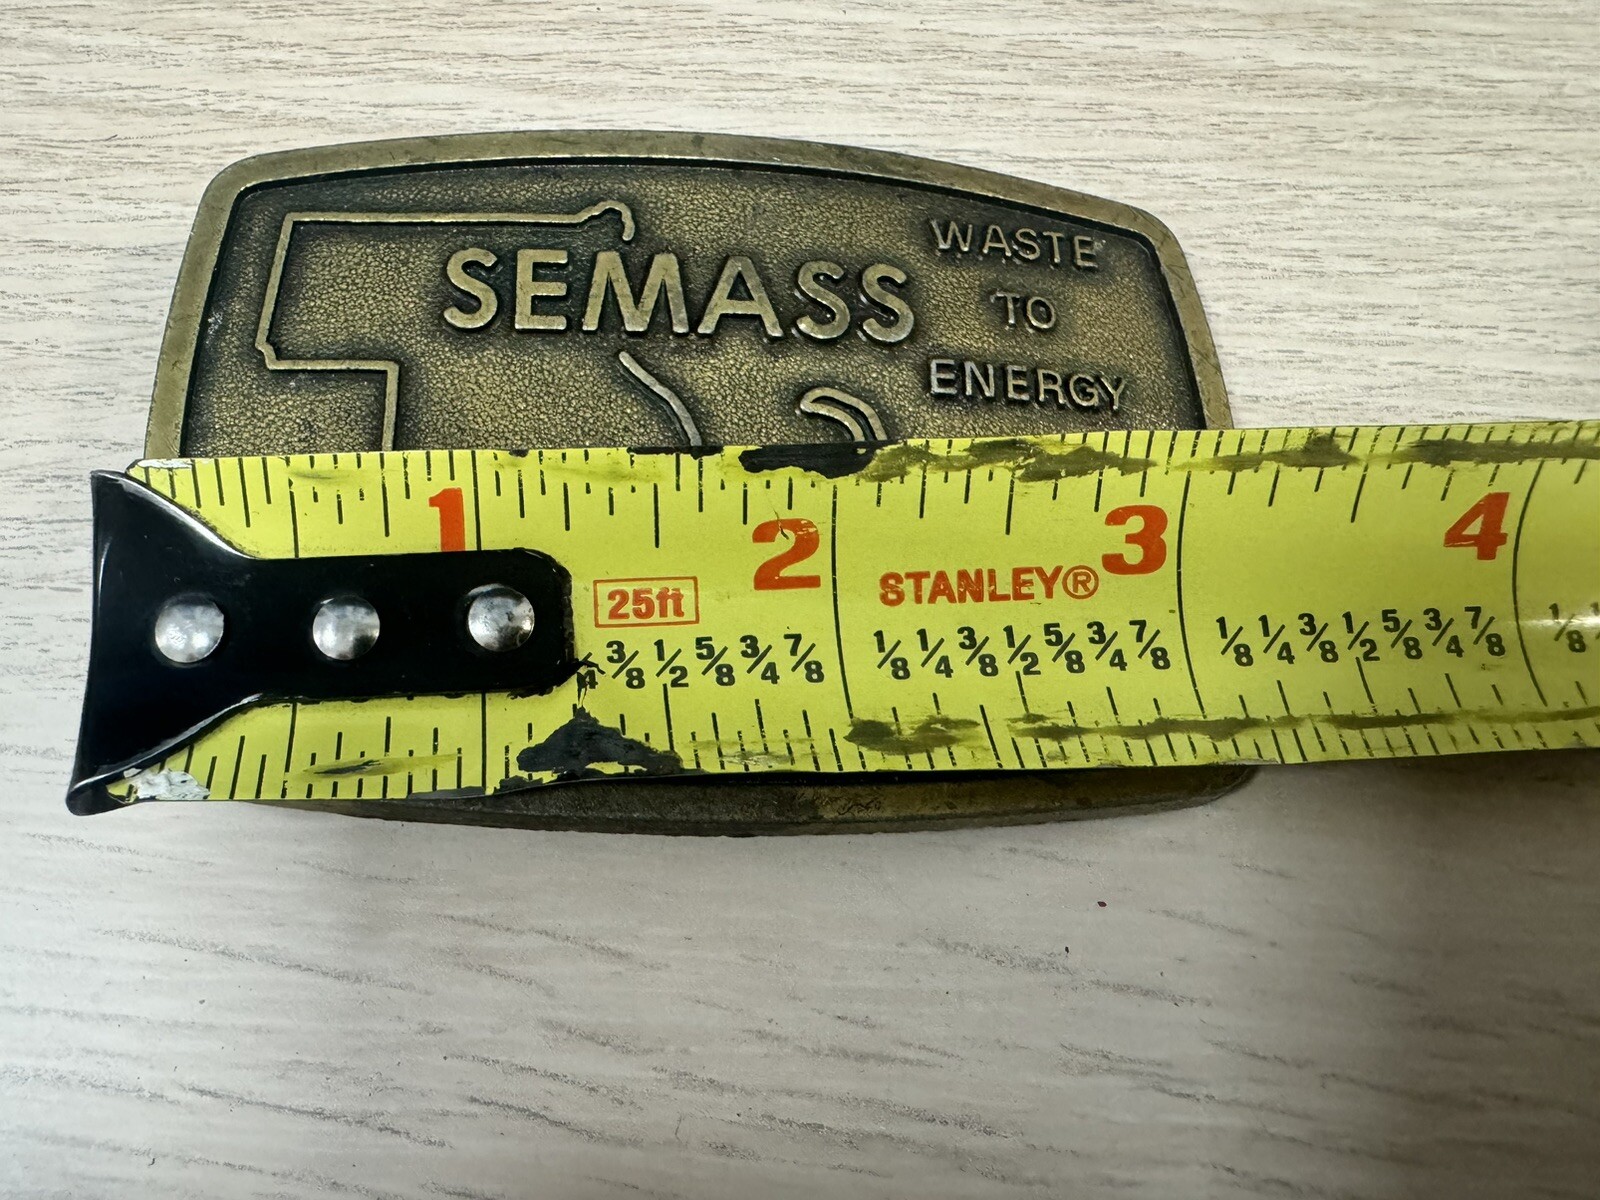 SEMASS
WASTE
TO
ENERGY
1 2 3 4
25ft
STANLEY®
3/8 1/2 5/8 3/4 7/8
1/8 1/4 3/8 1/2 5/8 3/4 7/8
1/8 1/4 3/8 1/2 5/8 3/4 7/8
1/8